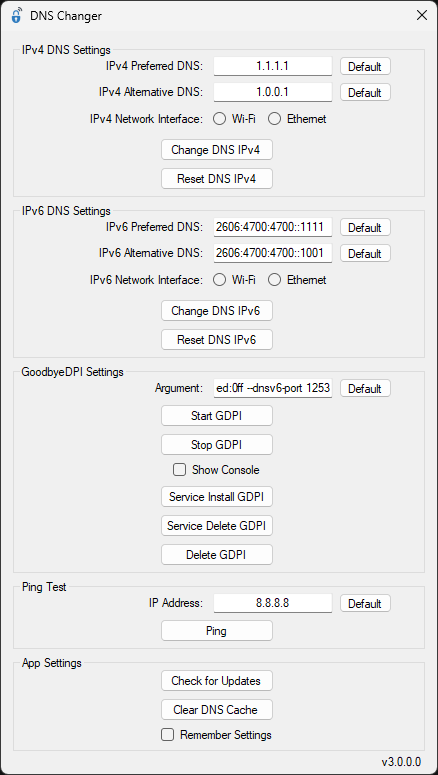 DNS Changer
IPv4 DNS Settings
IPv4 Preferred DNS: 1.1.1.1 Default
IPv4 Alternative DNS: 1.0.0.1 Default
IPv4 Network Interface: Wi-Fi Ethernet
Change DNS IPv4
Reset DNS IPv4
IPv6 DNS Settings
IPv6 Preferred DNS: 2606:4700:4700::1111 Default
IPv6 Alternative DNS: 2606:4700:4700::1001 Default
IPv6 Network Interface: Wi-Fi Ethernet
Change DNS IPv6
Reset DNS IPv6
GoodbyeDPI Settings
Argument: ed:0ff --dnsv6-port 1253 Default
Start GDPI
Stop GDPI
Show Console
Service Install GDPI
Service Delete GDPI
Delete GDPI
Ping Test
IP Address: 8.8.8.8 Default
Ping
App Settings
Check for Updates
Clear DNS Cache
Remember Settings
v3.0.0.0